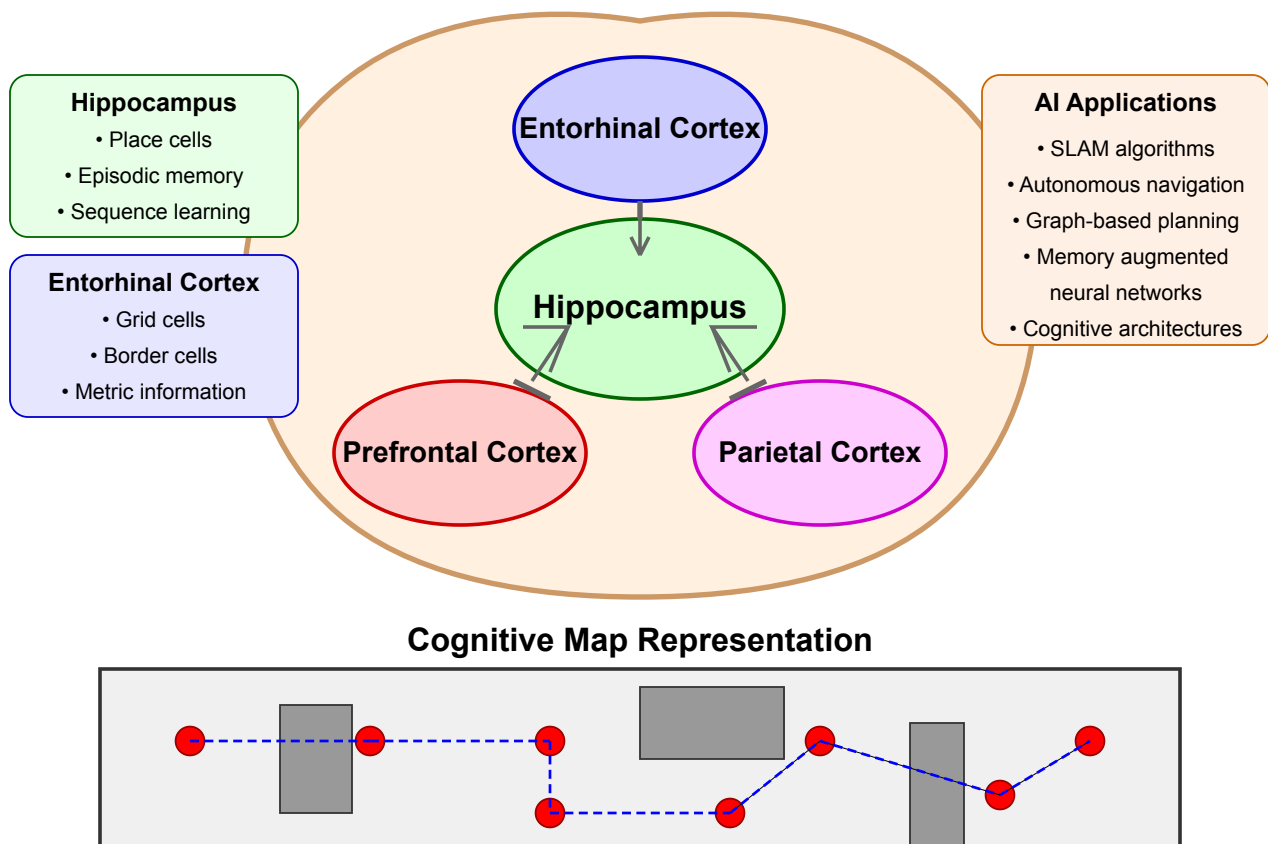 Hippocampus
• Place cells
• Episodic memory
• Sequence learning
Entorhinal Cortex
• Grid cells
• Border cells
• Metric information
Entorhinal Cortex
Hippocampus
Prefrontal Cortex
Parietal Cortex
AI Applications
• SLAM algorithms
• Autonomous navigation
• Graph-based planning
• Memory augmented
neural networks
• Cognitive architectures
Cognitive Map Representation